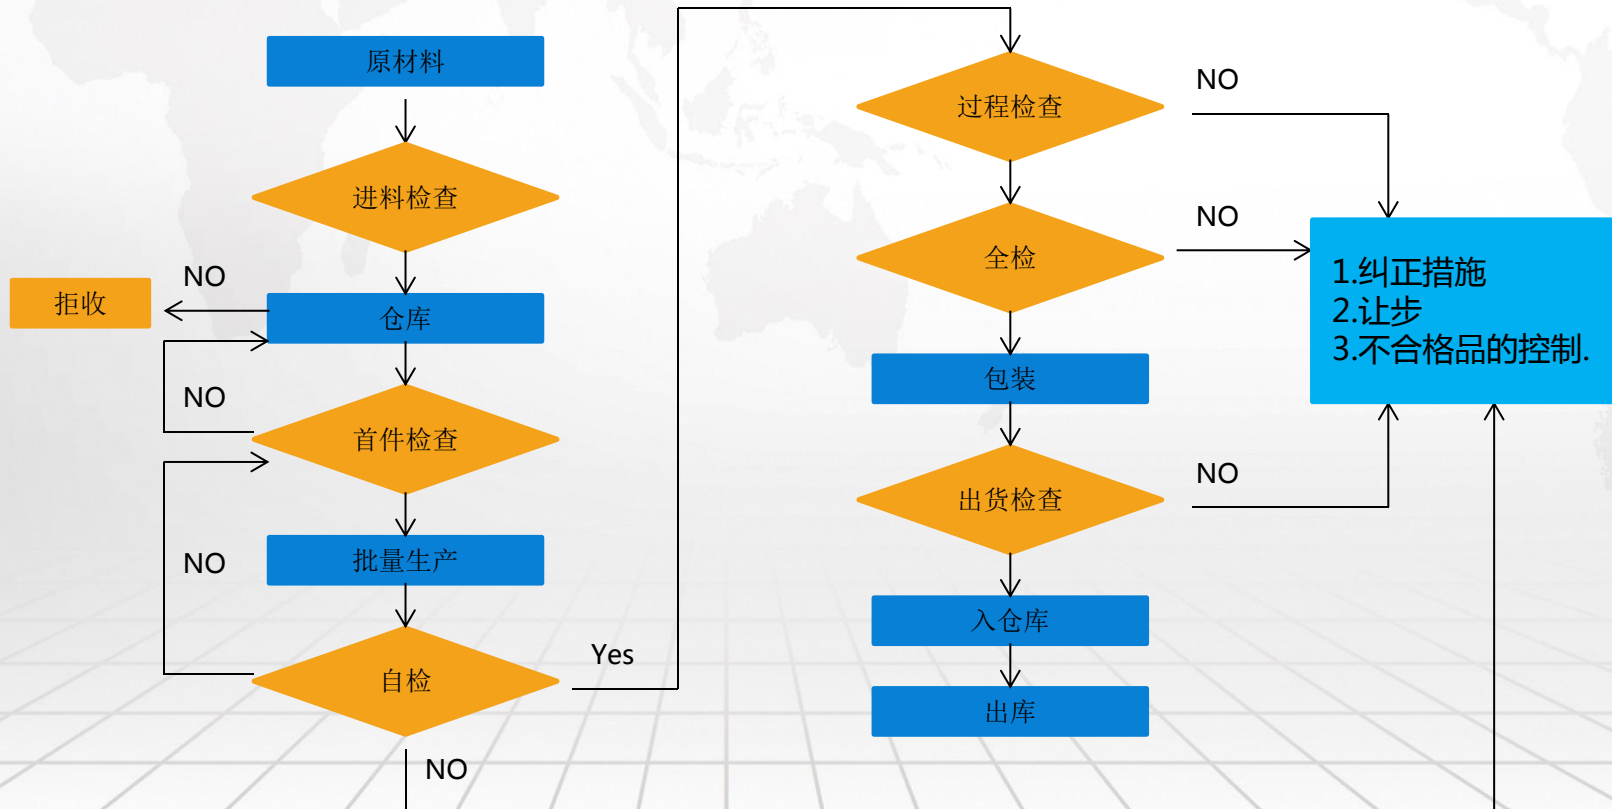 原材料
进料检查
NO
拒收
仓库
NO
首件检查
批量生产
NO
自检
Yes
NO
过程检查
NO
全检
NO
1.纠正措施
2.让步
3.不合格品的控制.
包装
出货检查
NO
入仓库
出库